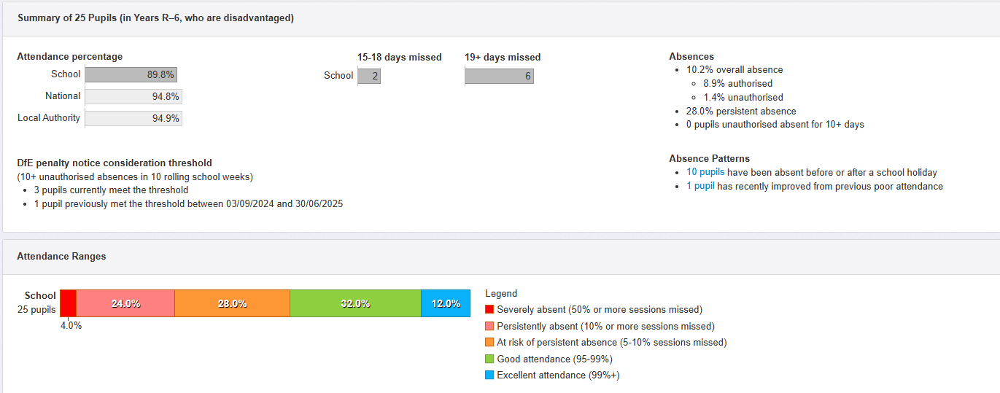 Summary of 25 Pupils (in Years R–6, who are disadvantaged)
Attendance percentage
School 89.8%
National 94.8%
Local Authority 94.9%
15-18 days missed 19+ days missed
School 2 6
Absences
• 10.2% overall absence
○ 8.9% authorised
○ 1.4% unauthorised
• 28.0% persistent absence
• 0 pupils unauthorised absent for 10+ days
DfE penalty notice consideration threshold
(10+ unauthorised absences in 10 rolling school weeks)
• 3 pupils currently meet the threshold
• 1 pupil previously met the threshold between 03/09/2024 and 30/06/2025
Absence Patterns
• 10 pupils have been absent before or after a school holiday
• 1 pupil has recently improved from previous poor attendance
Attendance Ranges
School
25 pupils
24.0% 28.0% 32.0% 12.0%
4.0%
Legend
Severely absent (50% or more sessions missed)
Persistently absent (10% or more sessions missed)
At risk of persistent absence (5-10% sessions missed)
Good attendance (95-99%)
Excellent attendance (99%+)